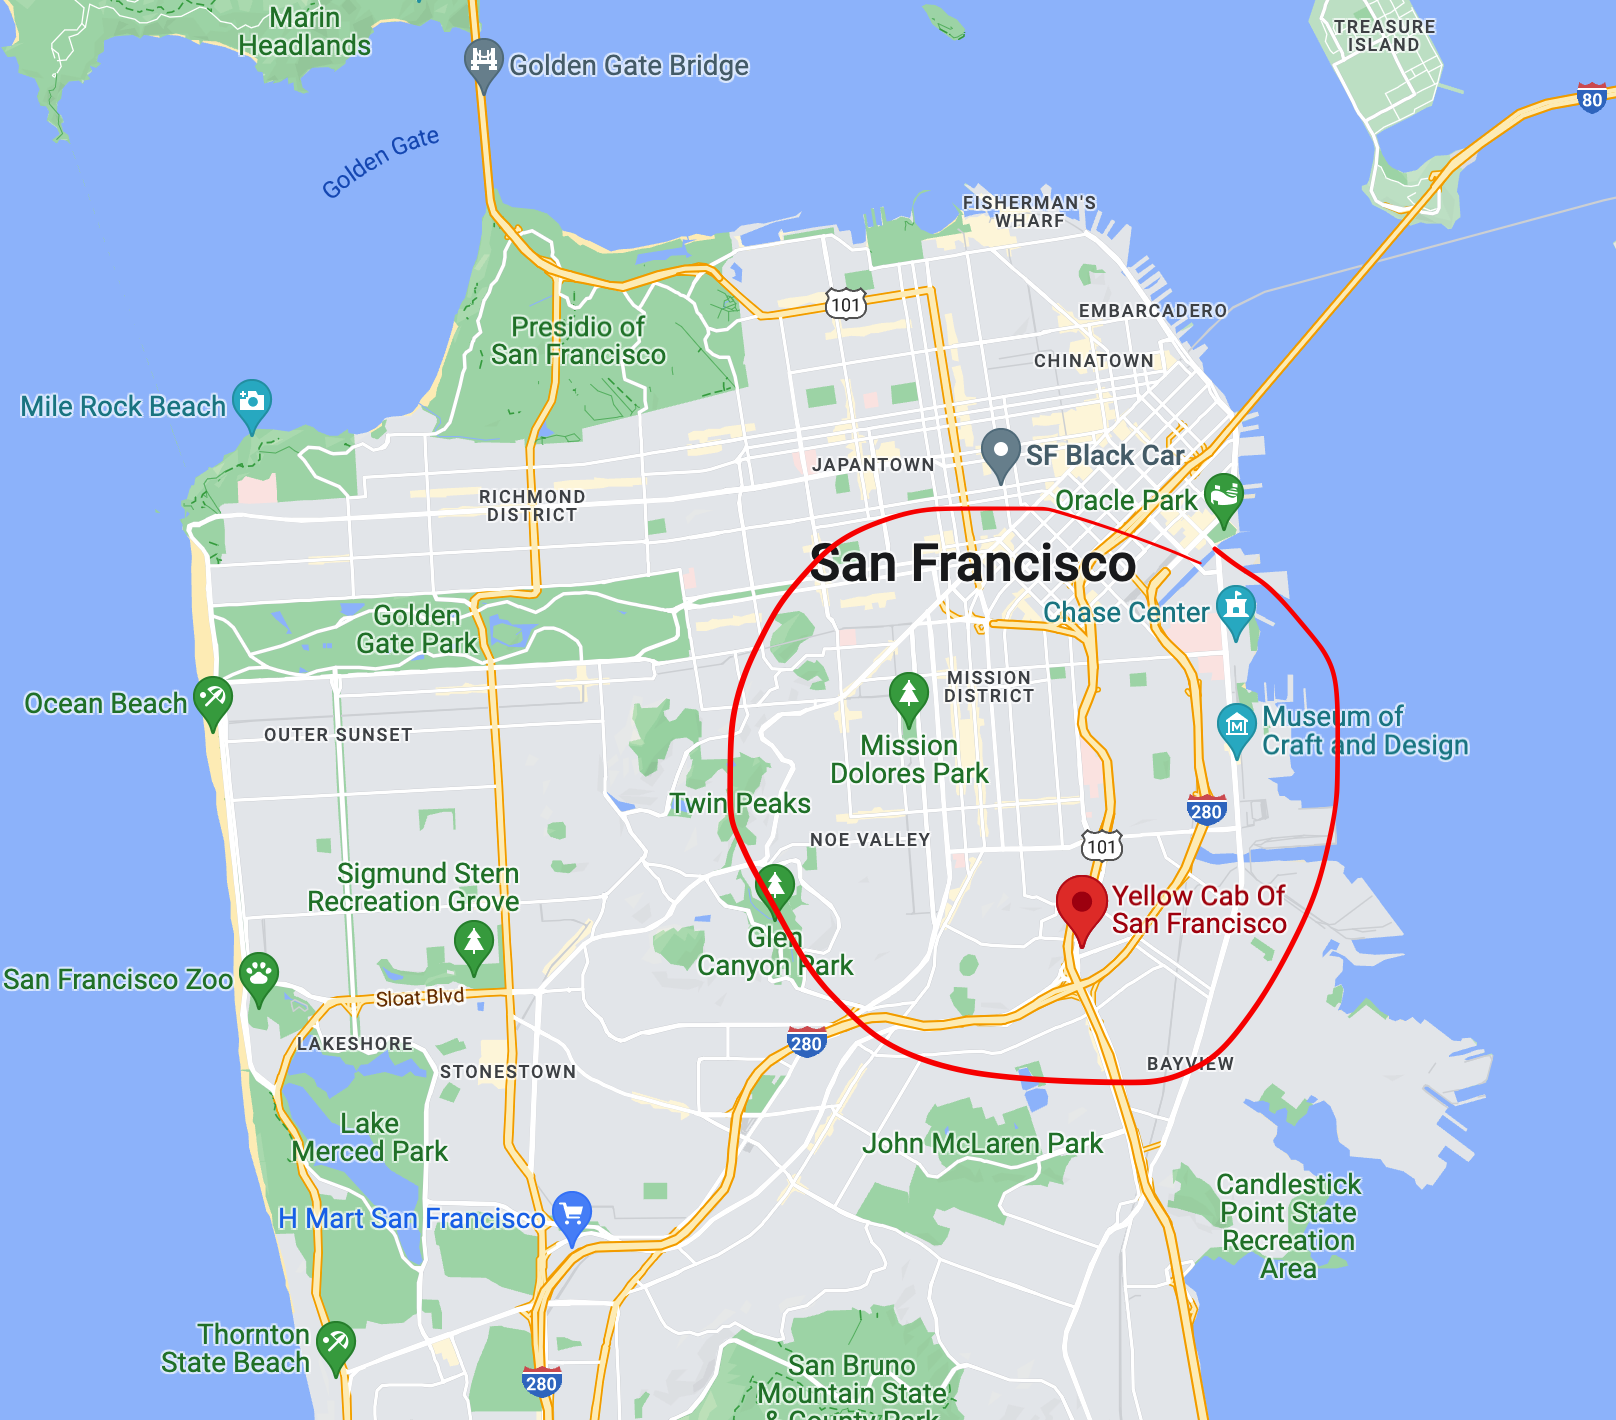 Marin
Headlands
Golden Gate Bridge
TREASURE
ISLAND
80
Golden Gate
FISHERMAN'S
WHARF
101
EMBARCADERO
Presidio of
San Francisco
CHINATOWN
Mile Rock Beach
JAPANTOWN
SF Black Car
RICHMOND
DISTRICT
Oracle Park
San Francisco
Golden
Gate Park
Chase Center
MISSION
DISTRICT
Ocean Beach
OUTER SUNSET
Museum of
Craft and Design
Mission
Dolores Park
Twin Peaks
280
NOE VALLEY
101
Sigmund Stern
Recreation Grove
Yellow Cab Of
San Francisco
Glen
Canyon Park
San Francisco Zoo
Sloat Blvd
LAKESHORE
280
STONESTOWN
BAYVIEW
Lake
Merced Park
John McLaren Park
H Mart San Francisco
Candlestick
Point State
Recreation
Area
Thornton
State Beach
280
San Bruno
Mountain State
& County Park